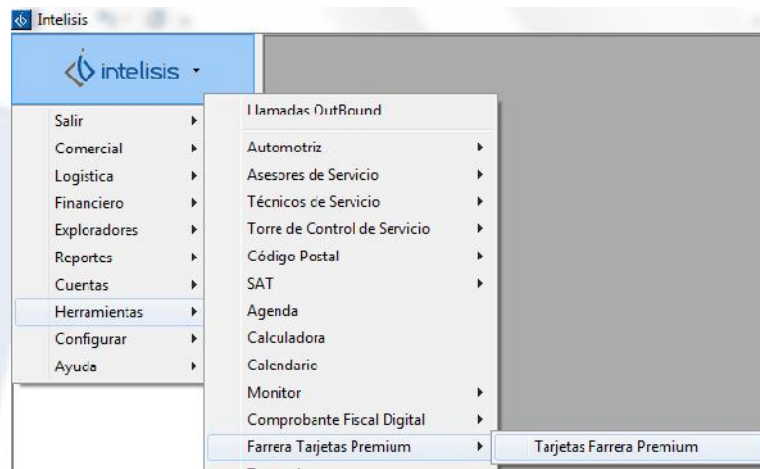 Intelisis
intelisis
Salir
Comercial
Logistica
Financiero
Exploradores
Reportes
Cuentas
Herramientas
Configurar
Ayuda
Llamadas OutBound
Automotriz
Asesores de Servicio
Técnicos de Servicio
Torre de Control de Servicio
Código Postal
SAT
Agenda
Calculadora
Calendario
Monitor
Comprobante Fiscal Digital
Farrera Tarjetas Premium
Tarjetas Farrera Premium